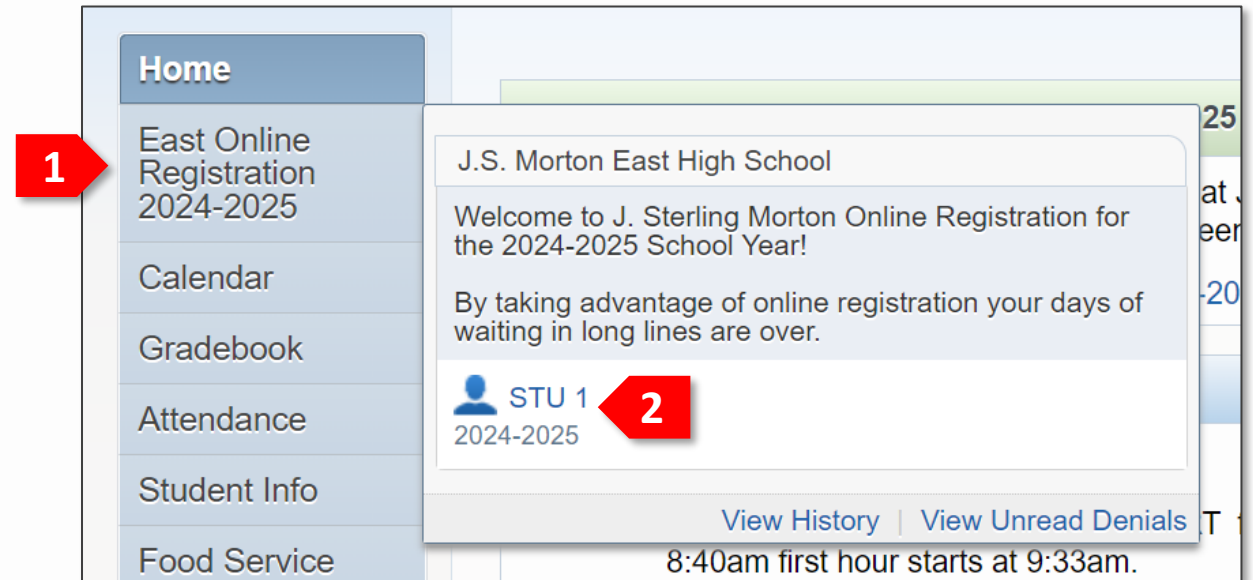 Home
1
East Online
Registration
2024-2025
Calendar
Gradebook
Attendance
Student Info
Food Service
J.S. Morton East High School
Welcome to J. Sterling Morton Online Registration for
the 2024-2025 School Year!
By taking advantage of online registration your days of
waiting in long lines are over.
STU 1
2
2024-2025
View History | View Unread Denials
25
at
-20
8:40am first hour starts at 9:33am.